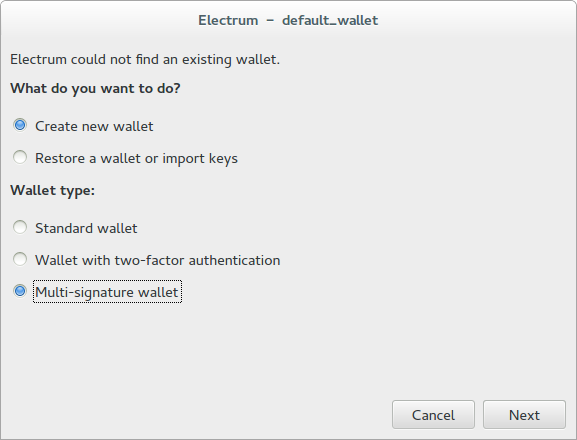 Electrum – default_wallet
Electrum could not find an existing wallet.
What do you want to do?
Create new wallet
Restore a wallet or import keys
Wallet type:
Standard wallet
Wallet with two-factor authentication
Multi-signature wallet
Cancel Next